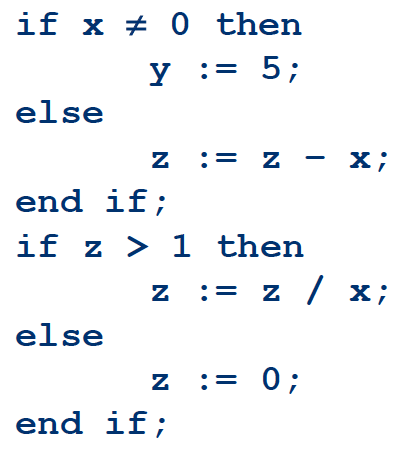 if x ≠ 0 then
y := 5;
else
z := z - x;
end if;
if z > 1 then
z := z / x;
else
z := 0;
end if;